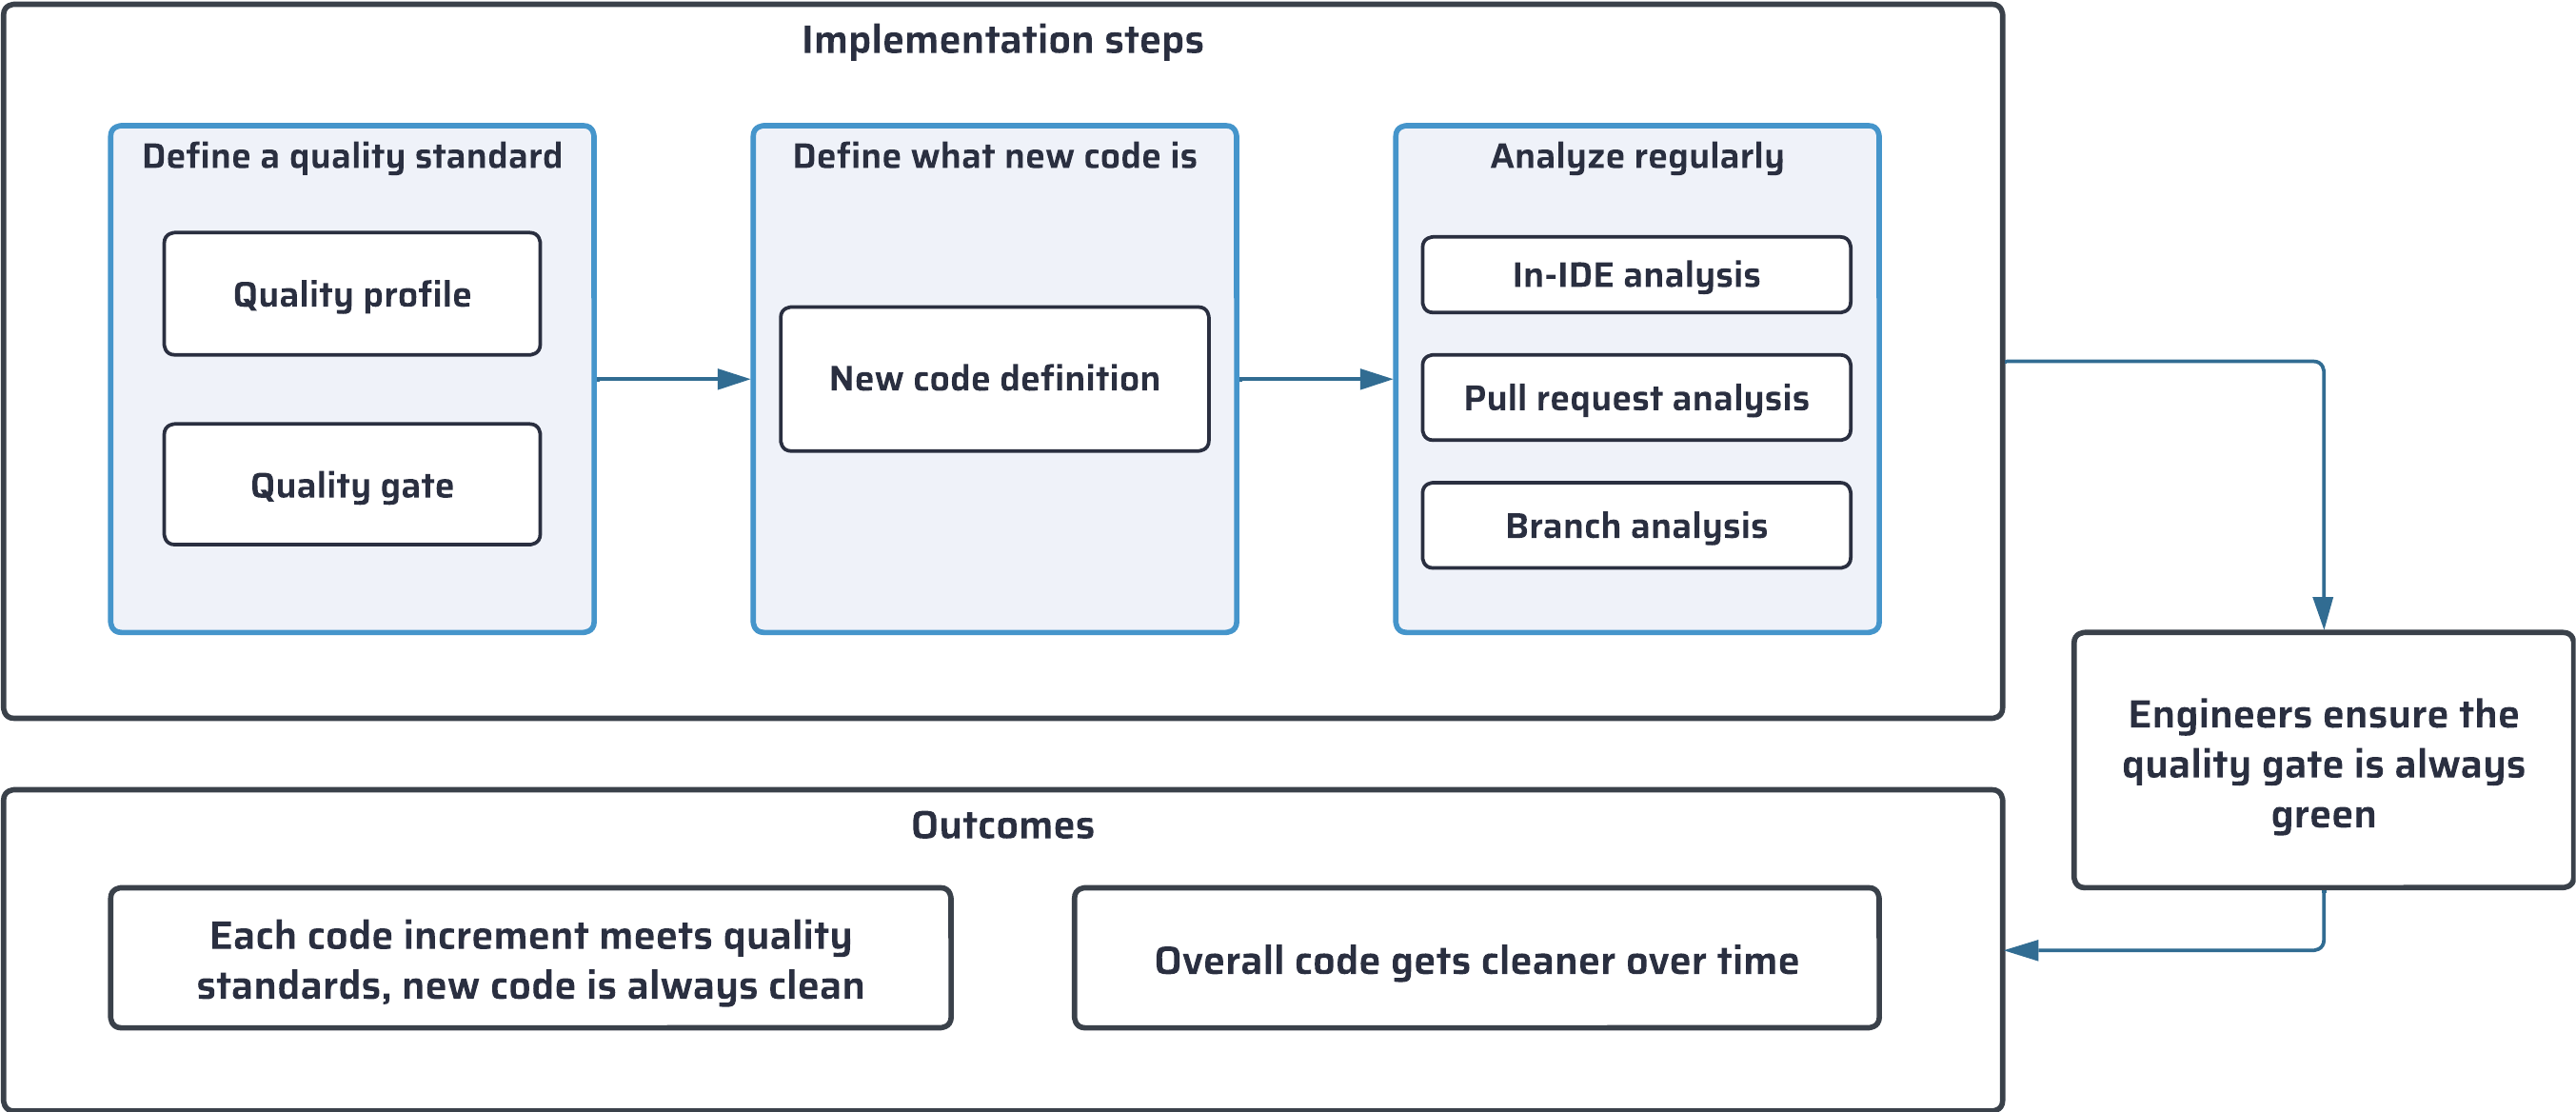 Implementation steps
Define a quality standard
Quality profile
Quality gate
Define what new code is
New code definition
Analyze regularly
In-IDE analysis
Pull request analysis
Branch analysis
Engineers ensure the
quality gate is always
green
Outcomes
Each code increment meets quality
standards, new code is always clean
Overall code gets cleaner over time